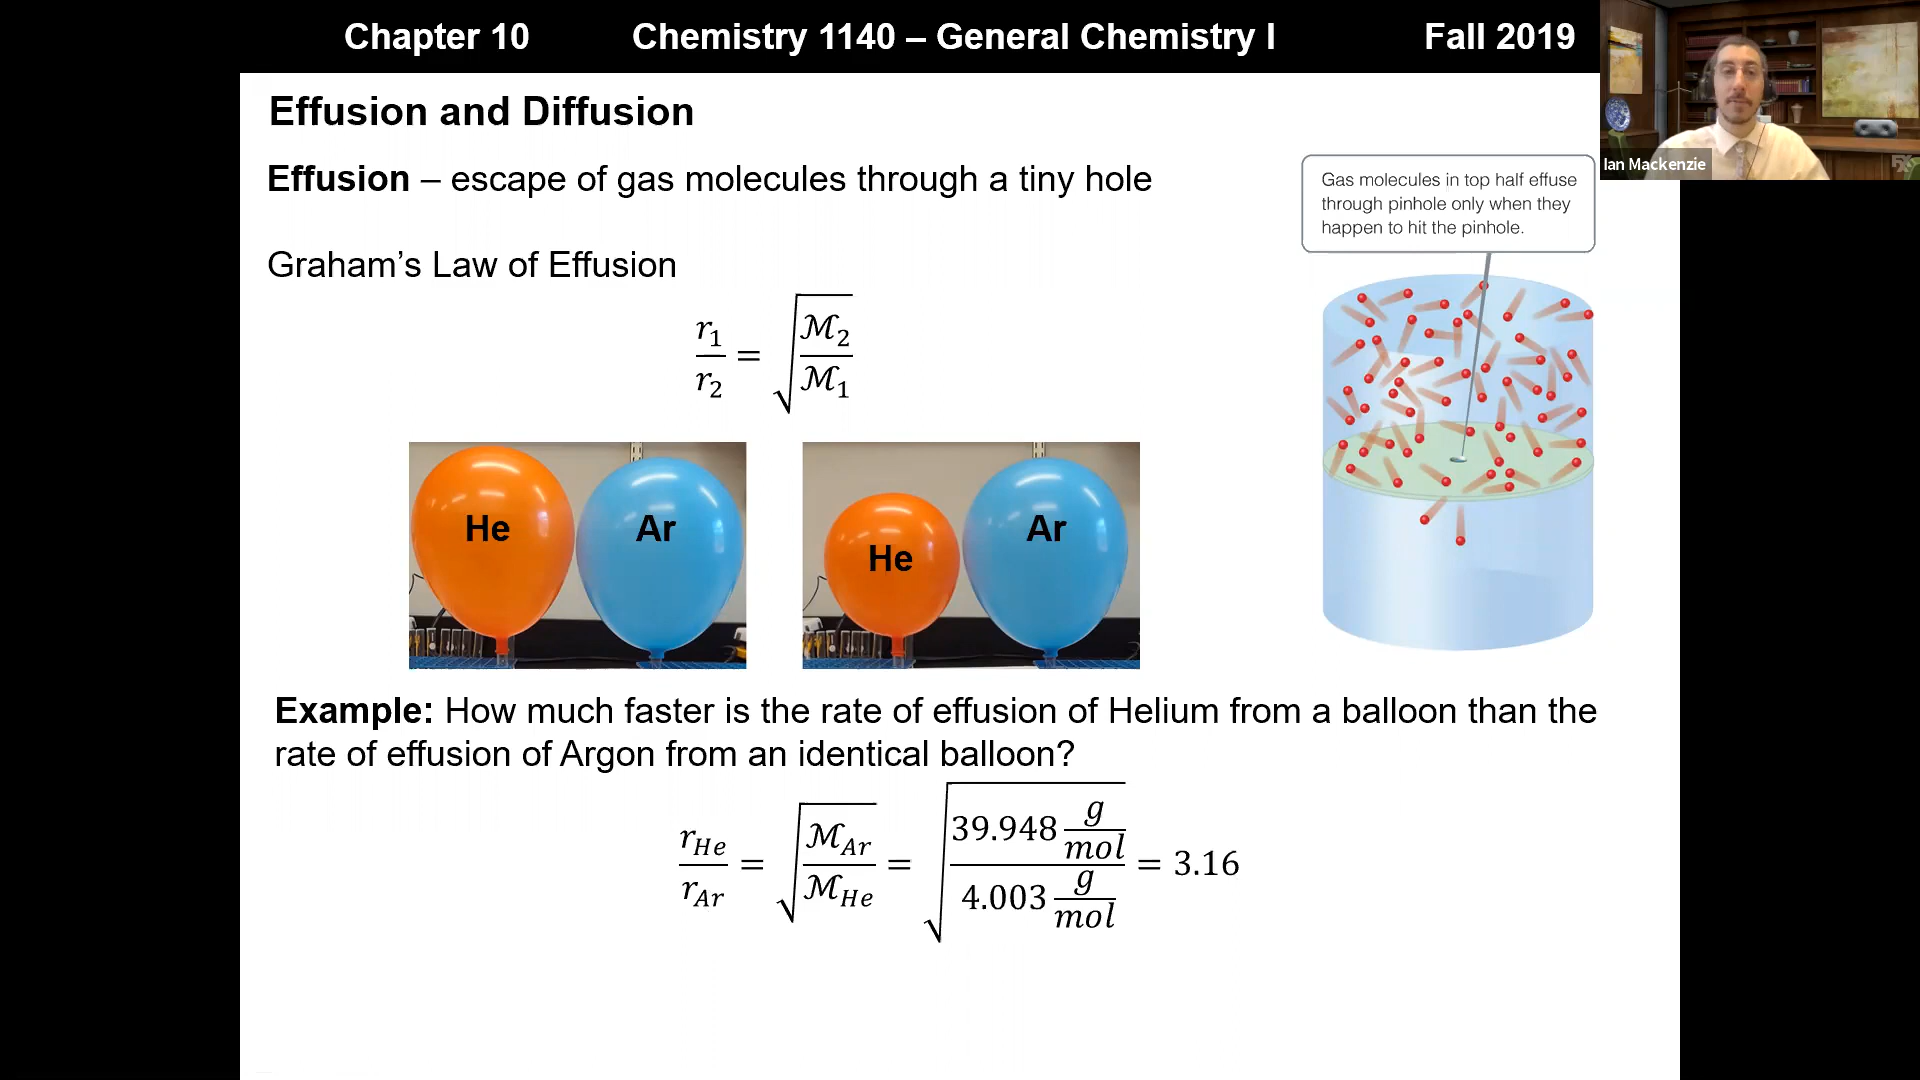 Chapter 10 Chemistry 1140 – General Chemistry I Fall 2019
Ian Mackenzie
Effusion and Diffusion
Effusion – escape of gas molecules through a tiny hole
Gas molecules in top half effuse
through pinhole only when they
happen to hit the pinhole.
Graham’s Law of Effusion
r₁/r₂ = √(ℳ₂/ℳ₁)
He Ar
He Ar
Example: How much faster is the rate of effusion of Helium from a balloon than the
rate of effusion of Argon from an identical balloon?
r_He/r_Ar = √(ℳ_Ar/ℳ_He) = √(39.948 g/mol / 4.003 g/mol) = 3.16